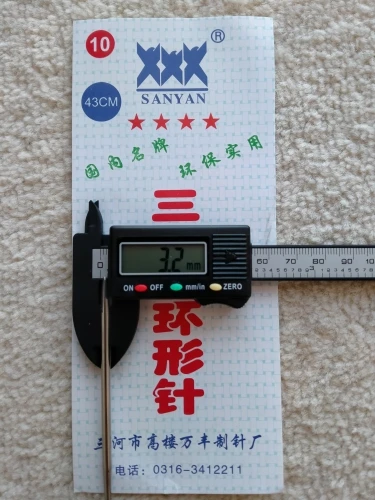 10
®
43CM
SANYAN
国内名牌
环保实用
三
3.2 mm
ON OFF mm/in ZERO
0
60 70 80 90
3
环形针
三河市高楼万丰制针厂
电话：0316-3412211